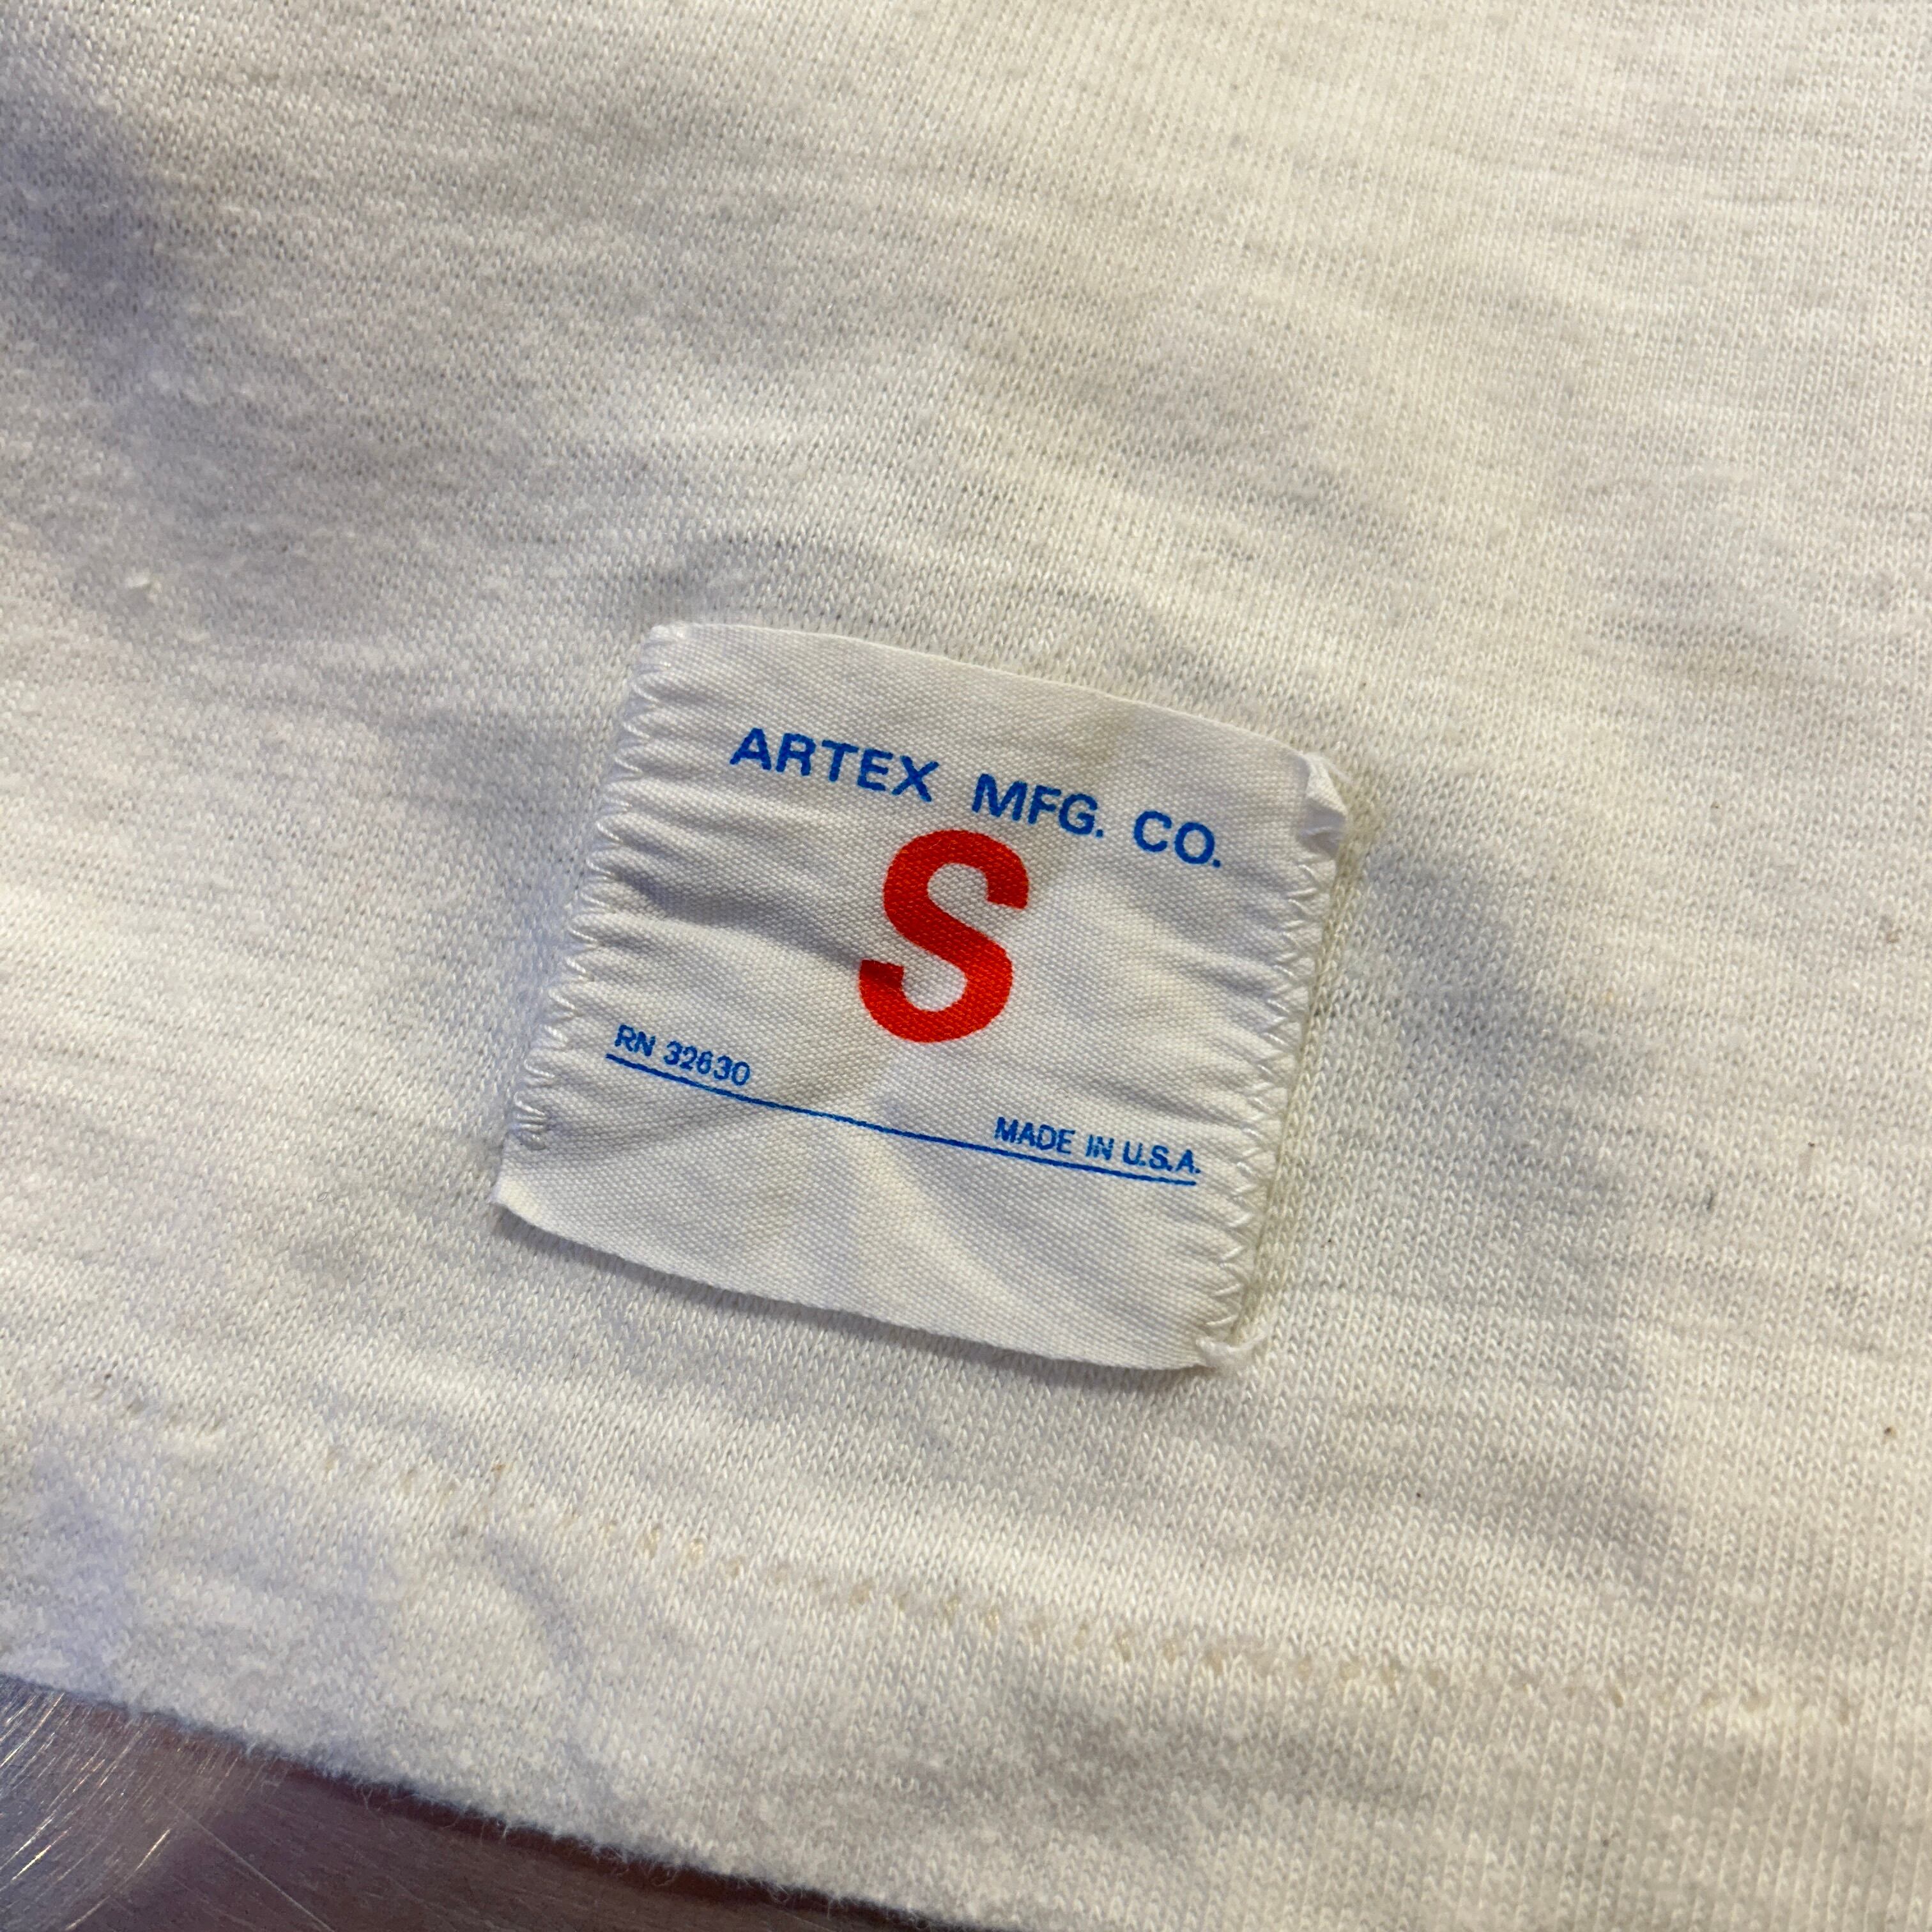 ARTEX MFG. CO.
S
RN 32630
MADE IN U.S.A.